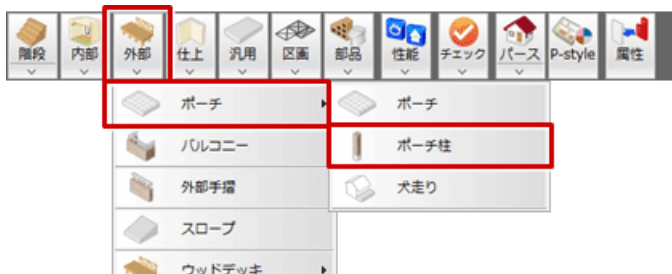 階段 内部 外部 仕上 汎用 区画 部品 性能 チェック パース P-style 属性
ポーチ ポーチ
バルコニー ポーチ柱
外部手摺 犬走り
スロープ
ウッドデッキ